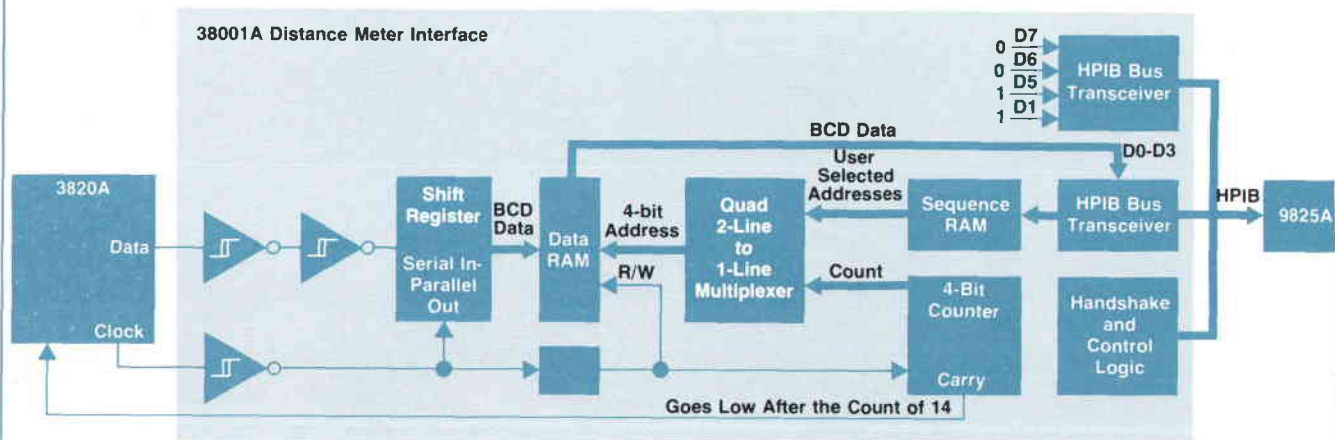 38001A Distance Meter Interface
0 D7
0 D6
1 D5
1 D1
HPIB Bus
Transceiver
BCD Data
D0-D3
User
Selected
Addresses
3820A
Data
Clock
Shift
Register
Serial In-
Parallel
Out
BCD
Data
Data
RAM
4-bit
Address
R/W
Quad
2-Line
to
1-Line
Multiplexer
Count
Sequence
RAM
HPIB Bus
Transceiver
HPIB
9825A
4-Bit
Counter
Carry
Handshake
and
Control
Logic
Goes Low After the Count of 14